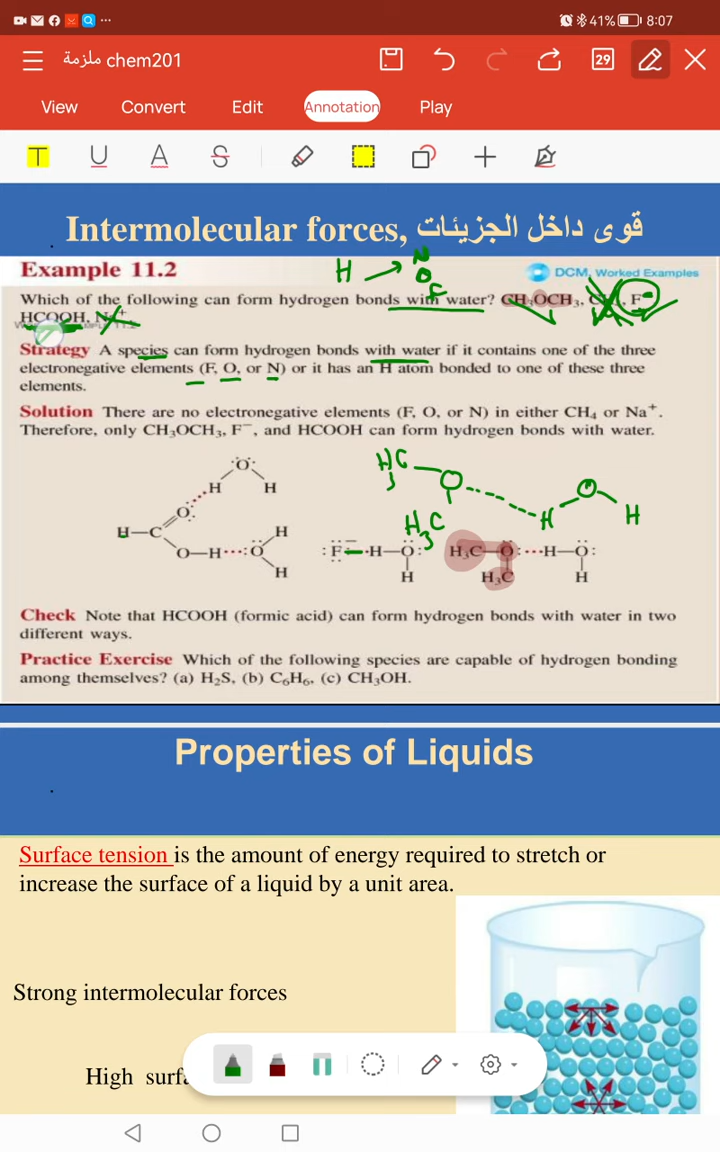 41% 8:07
ملزمة chem201
29
View Convert Edit Annotation Play
T U A S
Intermolecular forces, قوى داخل الجزيئات
H N
O
F
Example 11.2 DCM, Worked Examples
Which of the following can form hydrogen bonds with water? CH₃OCH₃, F⁻,
HCOOH,
Strategy A species can form hydrogen bonds with water if it contains one of the three
electronegative elements (F, O, or N) or it has an H atom bonded to one of these three
elements.
Solution There are no electronegative elements (F, O, or N) in either CH₄ or Na⁺.
Therefore, only CH₃OCH₃, F⁻, and HCOOH can form hydrogen bonds with water.
H₃C O O
H H
H₃C
O
H H
O
H—C
O—H O H
H
F H—O
H
H₃C—O H—O
H₃C H
Check Note that HCOOH (formic acid) can form hydrogen bonds with water in two
different ways.
Practice Exercise Which of the following species are capable of hydrogen bonding
among themselves? (a) H₂S, (b) C₆H₆, (c) CH₃OH.
Properties of Liquids
Surface tension is the amount of energy required to stretch or
increase the surface of a liquid by a unit area.
Strong intermolecular forces
High